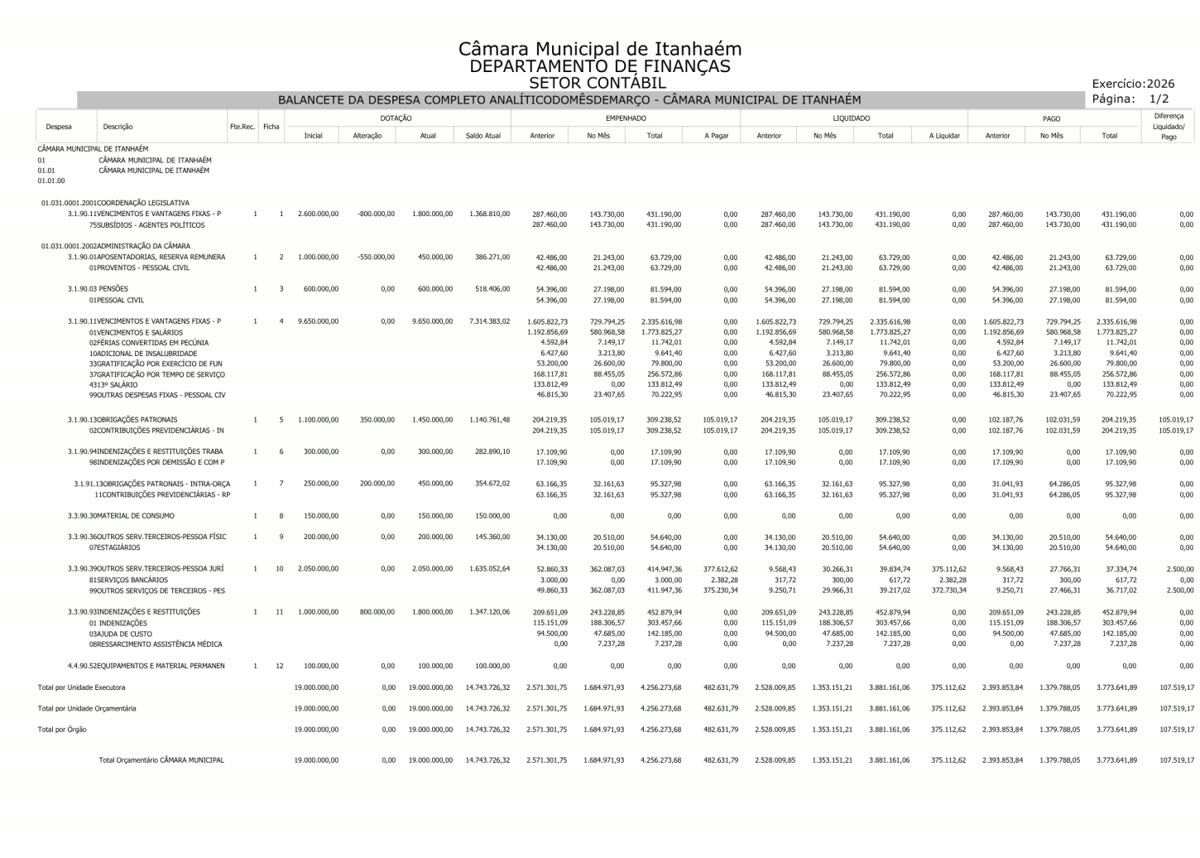 Câmara Municipal de Itanhaém
DEPARTAMENTO DE FINANÇAS
SETOR CONTÁBIL
Exercício:2026
BALANCETE DA DESPESA COMPLETO ANALÍTICODOMÊSDEMARÇO - CÂMARA MUNICIPAL DE ITANHAÉM
Página: 1/2
Despesa Descrição Fte.Rec. Ficha DOTAÇÃO EMPENHADO LIQUIDADO PAGO Diferença Liquidado/ Pago
Inicial Alteração Atual Saldo Atual Anterior No Mês Total A Pagar Anterior No Mês Total A Liquidar Anterior No Mês Total
CÂMARA MUNICIPAL DE ITANHAÉM
01 CÂMARA MUNICIPAL DE ITANHAÉM
01.01 CÂMARA MUNICIPAL DE ITANHAÉM
01.01.00
01.031.0001.2001COORDENAÇÃO LEGISLATIVA
3.1.90.11VENCIMENTOS E VANTAGENS FIXAS - P 1 1 2.600.000,00 -800.000,00 1.800.000,00 1.368.810,00 287.460,00 143.730,00 431.190,00 0,00 287.460,00 143.730,00 431.190,00 0,00 287.460,00 143.730,00 431.190,00 0,00
75SUBSÍDIOS - AGENTES POLÍTICOS 287.460,00 143.730,00 431.190,00 0,00 287.460,00 143.730,00 431.190,00 0,00 287.460,00 143.730,00 431.190,00 0,00
01.031.0001.2002ADMINISTRAÇÃO DA CÂMARA
3.1.90.01APOSENTADORIAS, RESERVA REMUNERA 1 2 1.000.000,00 -550.000,00 450.000,00 386.271,00 42.486,00 21.243,00 63.729,00 0,00 42.486,00 21.243,00 63.729,00 0,00 42.486,00 21.243,00 63.729,00 0,00
01PROVENTOS - PESSOAL CIVIL 42.486,00 21.243,00 63.729,00 0,00 42.486,00 21.243,00 63.729,00 0,00 42.486,00 21.243,00 63.729,00 0,00
3.1.90.03 PENSÕES 1 3 600.000,00 0,00 600.000,00 518.406,00 54.396,00 27.198,00 81.594,00 0,00 54.396,00 27.198,00 81.594,00 0,00 54.396,00 27.198,00 81.594,00 0,00
01PESSOAL CIVIL 54.396,00 27.198,00 81.594,00 0,00 54.396,00 27.198,00 81.594,00 0,00 54.396,00 27.198,00 81.594,00 0,00
3.1.90.11VENCIMENTOS E VANTAGENS FIXAS - P 1 4 9.650.000,00 0,00 9.650.000,00 7.314.383,02 1.605.822,73 729.794,25 2.335.616,98 0,00 1.605.822,73 729.794,25 2.335.616,98 0,00 1.605.822,73 729.794,25 2.335.616,98 0,00
01VENCIMENTOS E SALÁRIOS 1.192.856,69 580.968,58 1.773.825,27 0,00 1.192.856,69 580.968,58 1.773.825,27 0,00 1.192.856,69 580.968,58 1.773.825,27 0,00
02FÉRIAS CONVERTIDAS EM PECÚNIA 4.592,84 7.149,17 11.742,01 0,00 4.592,84 7.149,17 11.742,01 0,00 4.592,84 7.149,17 11.742,01 0,00
10ADICIONAL DE INSALUBRIDADE 6.427,60 3.213,80 9.641,40 0,00 6.427,60 3.213,80 9.641,40 0,00 6.427,60 3.213,80 9.641,40 0,00
33GRATIFICAÇÃO POR EXERCÍCIO DE FUN 53.200,00 26.600,00 79.800,00 0,00 53.200,00 26.600,00 79.800,00 0,00 53.200,00 26.600,00 79.800,00 0,00
37GRATIFICAÇÃO POR TEMPO DE SERVIÇO 168.117,81 88.455,05 256.572,86 0,00 168.117,81 88.455,05 256.572,86 0,00 168.117,81 88.455,05 256.572,86 0,00
4313º SALÁRIO 133.812,49 0,00 133.812,49 0,00 133.812,49 0,00 133.812,49 0,00 133.812,49 0,00 133.812,49 0,00
99OUTRAS DESPESAS FIXAS - PESSOAL CIV 46.815,30 23.407,65 70.222,95 0,00 46.815,30 23.407,65 70.222,95 0,00 46.815,30 23.407,65 70.222,95 0,00
3.1.90.13OBRIGAÇÕES PATRONAIS 1 5 1.100.000,00 350.000,00 1.450.000,00 1.140.761,48 204.219,35 105.019,17 309.238,52 105.019,17 204.219,35 105.019,17 309.238,52 0,00 102.187,76 102.031,59 204.219,35 105.019,17
02CONTRIBUIÇÕES PREVIDENCIÁRIAS - IN 204.219,35 105.019,17 309.238,52 105.019,17 204.219,35 105.019,17 309.238,52 0,00 102.187,76 102.031,59 204.219,35 105.019,17
3.1.90.94INDENIZAÇÕES E RESTITUIÇÕES TRABA 1 6 300.000,00 0,00 300.000,00 282.890,10 17.109,90 0,00 17.109,90 0,00 17.109,90 0,00 17.109,90 0,00 17.109,90 0,00 17.109,90 0,00
98INDENIZAÇÕES POR DEMISSÃO E COM P 17.109,90 0,00 17.109,90 0,00 17.109,90 0,00 17.109,90 0,00 17.109,90 0,00 17.109,90 0,00
3.1.91.13OBRIGAÇÕES PATRONAIS - INTRA-ORÇA 1 7 250.000,00 200.000,00 450.000,00 354.672,02 63.166,35 32.161,63 95.327,98 0,00 63.166,35 32.161,63 95.327,98 0,00 31.041,93 64.286,05 95.327,98 0,00
11CONTRIBUIÇÕES PREVIDENCIÁRIAS - RP 63.166,35 32.161,63 95.327,98 0,00 63.166,35 32.161,63 95.327,98 0,00 31.041,93 64.286,05 95.327,98 0,00
3.3.90.30MATERIAL DE CONSUMO 1 8 150.000,00 0,00 150.000,00 150.000,00 0,00 0,00 0,00 0,00 0,00 0,00 0,00 0,00 0,00 0,00 0,00 0,00
3.3.90.36OUTROS SERV.TERCEIROS-PESSOA FÍSIC 1 9 200.000,00 0,00 200.000,00 145.360,00 34.130,00 20.510,00 54.640,00 0,00 34.130,00 20.510,00 54.640,00 0,00 34.130,00 20.510,00 54.640,00 0,00
07ESTAGIÁRIOS 34.130,00 20.510,00 54.640,00 0,00 34.130,00 20.510,00 54.640,00 0,00 34.130,00 20.510,00 54.640,00 0,00
3.3.90.39OUTROS SERV.TERCEIROS-PESSOA JURÍ 1 10 2.050.000,00 0,00 2.050.000,00 1.635.052,64 52.860,33 362.087,03 414.947,36 377.612,62 9.568,43 30.266,31 39.834,74 375.112,62 9.568,43 27.766,31 37.334,74 2.500,00
81SERVIÇOS BANCÁRIOS 3.000,00 0,00 3.000,00 2.382,28 317,72 300,00 617,72 2.382,28 317,72 300,00 617,72 0,00
99OUTROS SERVIÇOS DE TERCEIROS - PES 49.860,33 362.087,03 411.947,36 375.230,34 9.250,71 29.966,31 39.217,02 372.730,34 9.250,71 27.466,31 36.717,02 2.500,00
3.3.90.93INDENIZAÇÕES E RESTITUIÇÕES 1 11 1.000.000,00 800.000,00 1.800.000,00 1.347.120,06 209.651,09 243.228,85 452.879,94 0,00 209.651,09 243.228,85 452.879,94 0,00 209.651,09 243.228,85 452.879,94 0,00
01 INDENIZAÇÕES 115.151,09 188.306,57 303.457,66 0,00 115.151,09 188.306,57 303.457,66 0,00 115.151,09 188.306,57 303.457,66 0,00
03AJUDA DE CUSTO 94.500,00 47.685,00 142.185,00 0,00 94.500,00 47.685,00 142.185,00 0,00 94.500,00 47.685,00 142.185,00 0,00
08RESSARCIMENTO ASSISTÊNCIA MÉDICA 0,00 7.237,28 7.237,28 0,00 0,00 7.237,28 7.237,28 0,00 0,00 7.237,28 7.237,28 0,00
4.4.90.52EQUIPAMENTOS E MATERIAL PERMANEN 1 12 100.000,00 0,00 100.000,00 100.000,00 0,00 0,00 0,00 0,00 0,00 0,00 0,00 0,00 0,00 0,00 0,00 0,00
Total por Unidade Executora 19.000.000,00 0,00 19.000.000,00 14.743.726,32 2.571.301,75 1.684.971,93 4.256.273,68 482.631,79 2.528.009,85 1.353.151,21 3.881.161,06 375.112,62 2.393.853,84 1.379.788,05 3.773.641,89 107.519,17
Total por Unidade Orçamentária 19.000.000,00 0,00 19.000.000,00 14.743.726,32 2.571.301,75 1.684.971,93 4.256.273,68 482.631,79 2.528.009,85 1.353.151,21 3.881.161,06 375.112,62 2.393.853,84 1.379.788,05 3.773.641,89 107.519,17
Total por Órgão 19.000.000,00 0,00 19.000.000,00 14.743.726,32 2.571.301,75 1.684.971,93 4.256.273,68 482.631,79 2.528.009,85 1.353.151,21 3.881.161,06 375.112,62 2.393.853,84 1.379.788,05 3.773.641,89 107.519,17
Total Orçamentário CÂMARA MUNICIPAL 19.000.000,00 0,00 19.000.000,00 14.743.726,32 2.571.301,75 1.684.971,93 4.256.273,68 482.631,79 2.528.009,85 1.353.151,21 3.881.161,06 375.112,62 2.393.853,84 1.379.788,05 3.773.641,89 107.519,17